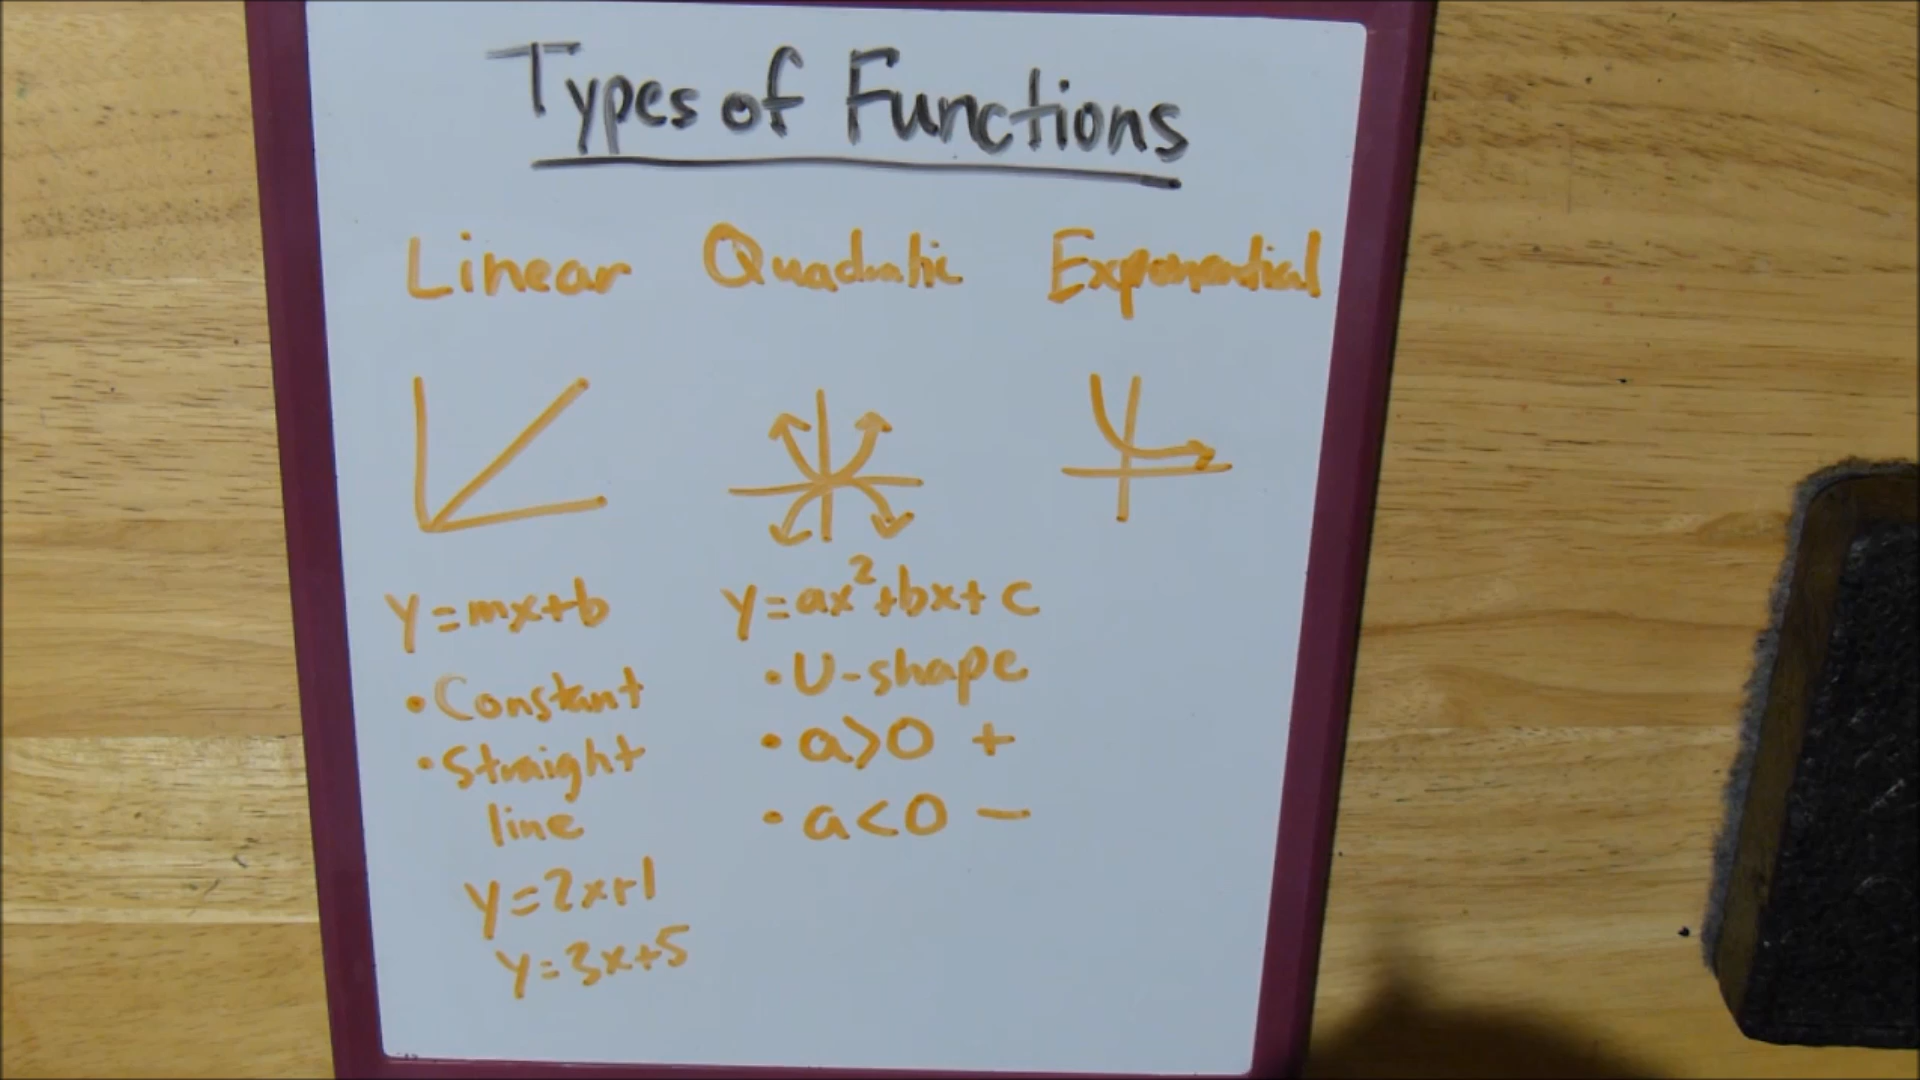 Types of Functions
Linear Quadratic Exponential
y=mx+b
• Constant
• Straight
line
y=2x+1
y=3x+5
y=ax²+bx+c
• U-shape
• a>0 +
• a<0 −